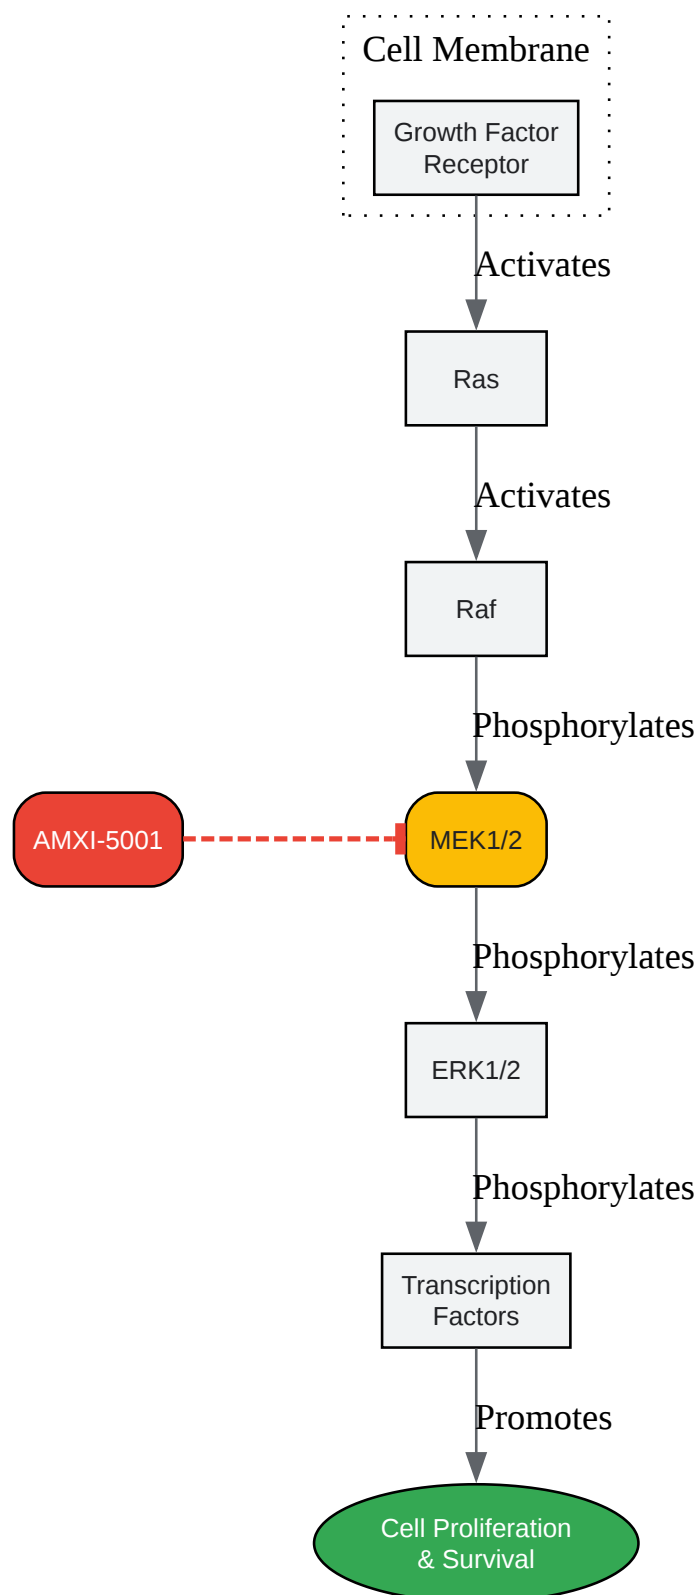 Cell Membrane
Growth Factor
Receptor
Activates
Ras
Activates
Raf
Phosphorylates
AMXI-5001
MEK1/2
Phosphorylates
ERK1/2
Phosphorylates
Transcription
Factors
Promotes
Cell Proliferation
& Survival